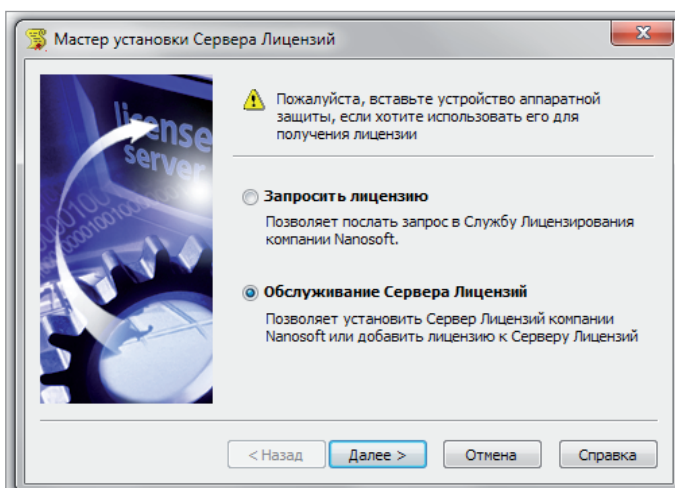 Мастер установки Сервера Лицензий
license
server
Пожалуйста, вставьте устройство аппаратной
защиты, если хотите использовать его для
получения лицензии
Запросить лицензию
Позволяет послать запрос в Службу Лицензирования
компании Nanosoft.
Обслуживание Сервера Лицензий
Позволяет установить Сервер Лицензий компании
Nanosoft или добавить лицензию к Серверу Лицензий
< Назад Далее > Отмена Справка